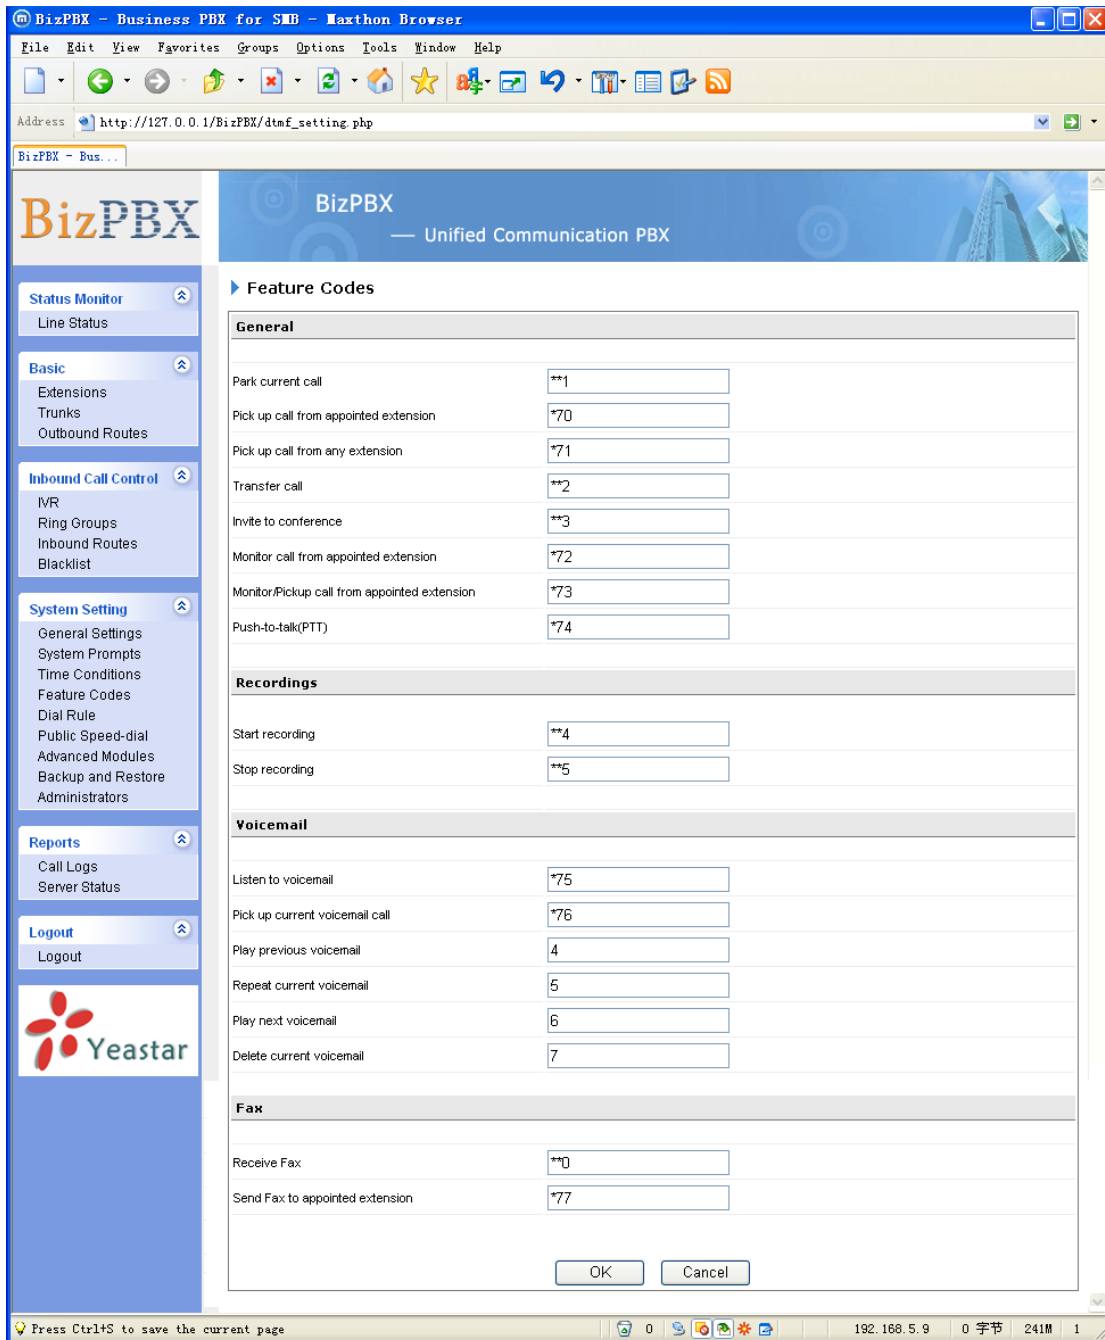 BizPBX - Business PBX for SMB - Maxthon Browser
File Edit View Favorites Groups Options Tools Window Help
Address http://127.0.0.1/BizPBX/dtmf_setting.php
BizPBX - Bus...
BizPBX
BizPBX
— Unified Communication PBX
Status Monitor
Line Status
Basic
Extensions
Trunks
Outbound Routes
Inbound Call Control
IVR
Ring Groups
Inbound Routes
Blacklist
System Setting
General Settings
System Prompts
Time Conditions
Feature Codes
Dial Rule
Public Speed-dial
Advanced Modules
Backup and Restore
Administrators
Reports
Call Logs
Server Status
Logout
Logout
Yeastar
Feature Codes
General
Park current call **1
Pick up call from appointed extension *70
Pick up call from any extension *71
Transfer call **2
Invite to conference **3
Monitor call from appointed extension *72
Monitor/Pickup call from appointed extension *73
Push-to-talk(PTT) *74
Recordings
Start recording **4
Stop recording **5
Voicemail
Listen to voicemail *75
Pick up current voicemail call *76
Play previous voicemail 4
Repeat current voicemail 5
Play next voicemail 6
Delete current voicemail 7
Fax
Receive Fax **0
Send Fax to appointed extension *77
OK Cancel
Press Ctrl+S to save the current page 0 192.168.5.9 0 字节 241M 1